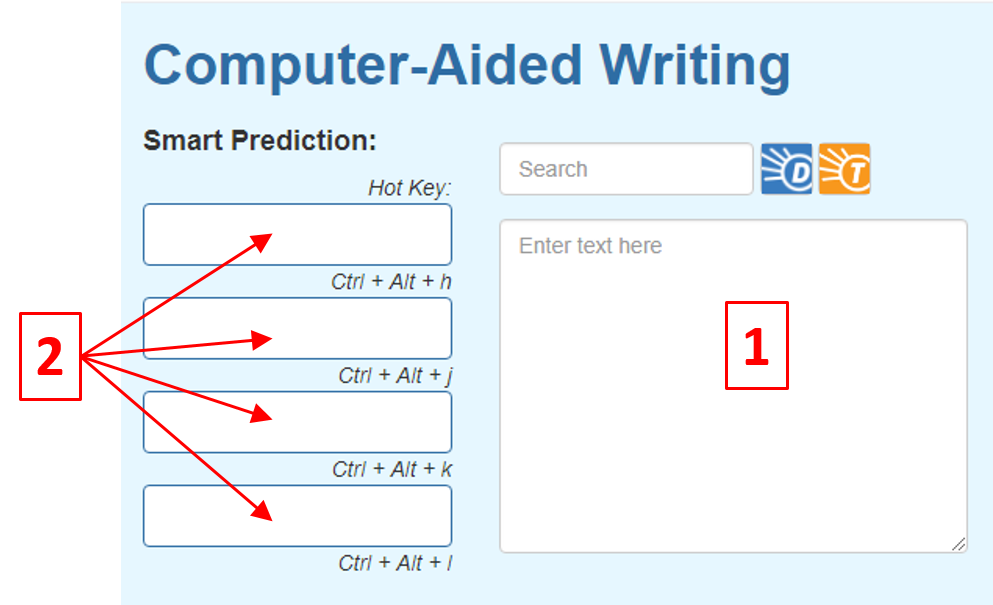 Computer-Aided Writing
Smart Prediction:
Hot Key:
Ctrl + Alt + h
Ctrl + Alt + j
Ctrl + Alt + k
Ctrl + Alt + l
2
Search
D
T
Enter text here
1